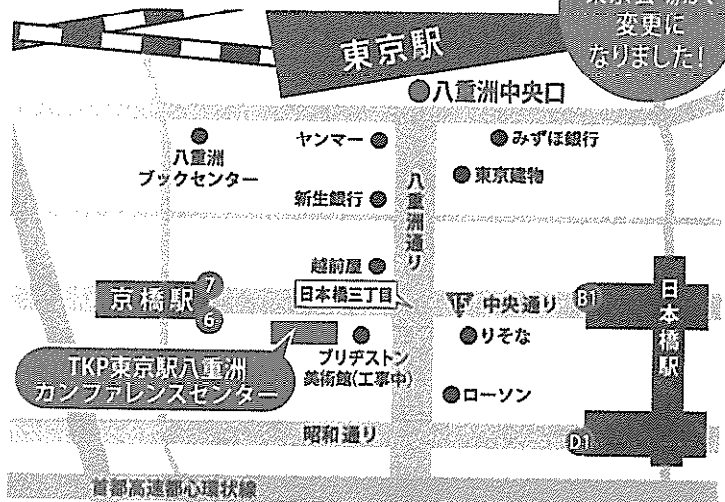 変更に
なりました!
東京駅
八重洲中央口
八重洲
ブックセンター
ヤンマー
みずほ銀行
東京建物
新生銀行
八重洲通り
越前屋
日本橋三丁目
京橋駅
7
6
15
中央通り
B1
日本橋駅
りそな
ブリヂストン
美術館(工事中)
TKP東京駅八重洲
カンファレンスセンター
ローソン
昭和通り
D1
首都高速都心環状線